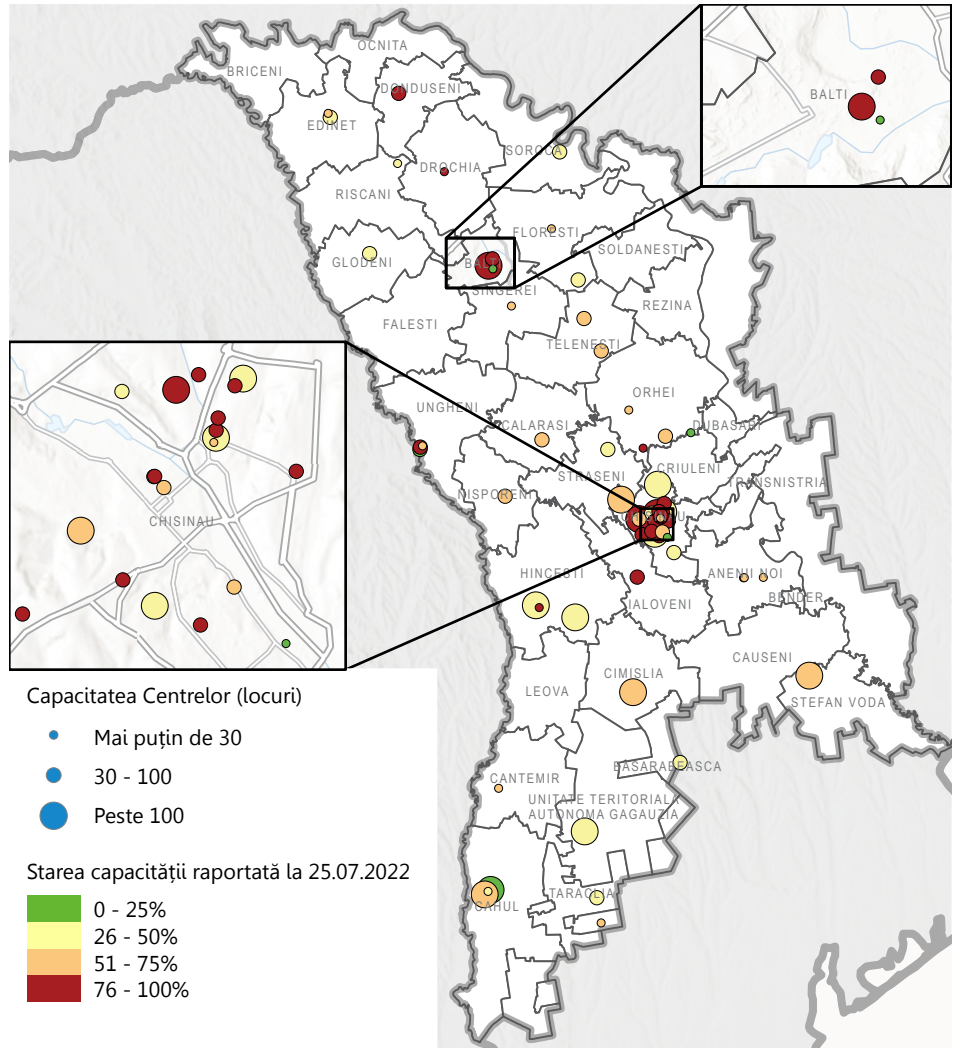 OCNITA
BRICENI
DONDUSENI
EDINET
SOROCA
DROCHIA
RISCANI
FLORESTI
BALTI
GLODENI
BALTI
SOLDANESTI
SINGEREI
REZINA
FALESTI
TELENESTI
ORHEI
UNGHENI
CALARASI
DUBASARI
CRIULENI
STRASENI
TRANSNISTRIA
NISPORENI
CHISINAU
HINCESTI
ANENII NOI
BENDER
IALOVENI
CAUSENI
CIMISLIA
LEOVA
STEFAN VODA
BASARABEASCA
CANTEMIR
UNITATE TERITORIALA
AUTONOMA GAGAUZIA
TARACLIA
CAHUL
Capacitatea Centrelor (locuri)
Mai puțin de 30
30 - 100
Peste 100
Starea capacității raportată la 25.07.2022
0 - 25%
26 - 50%
51 - 75%
76 - 100%